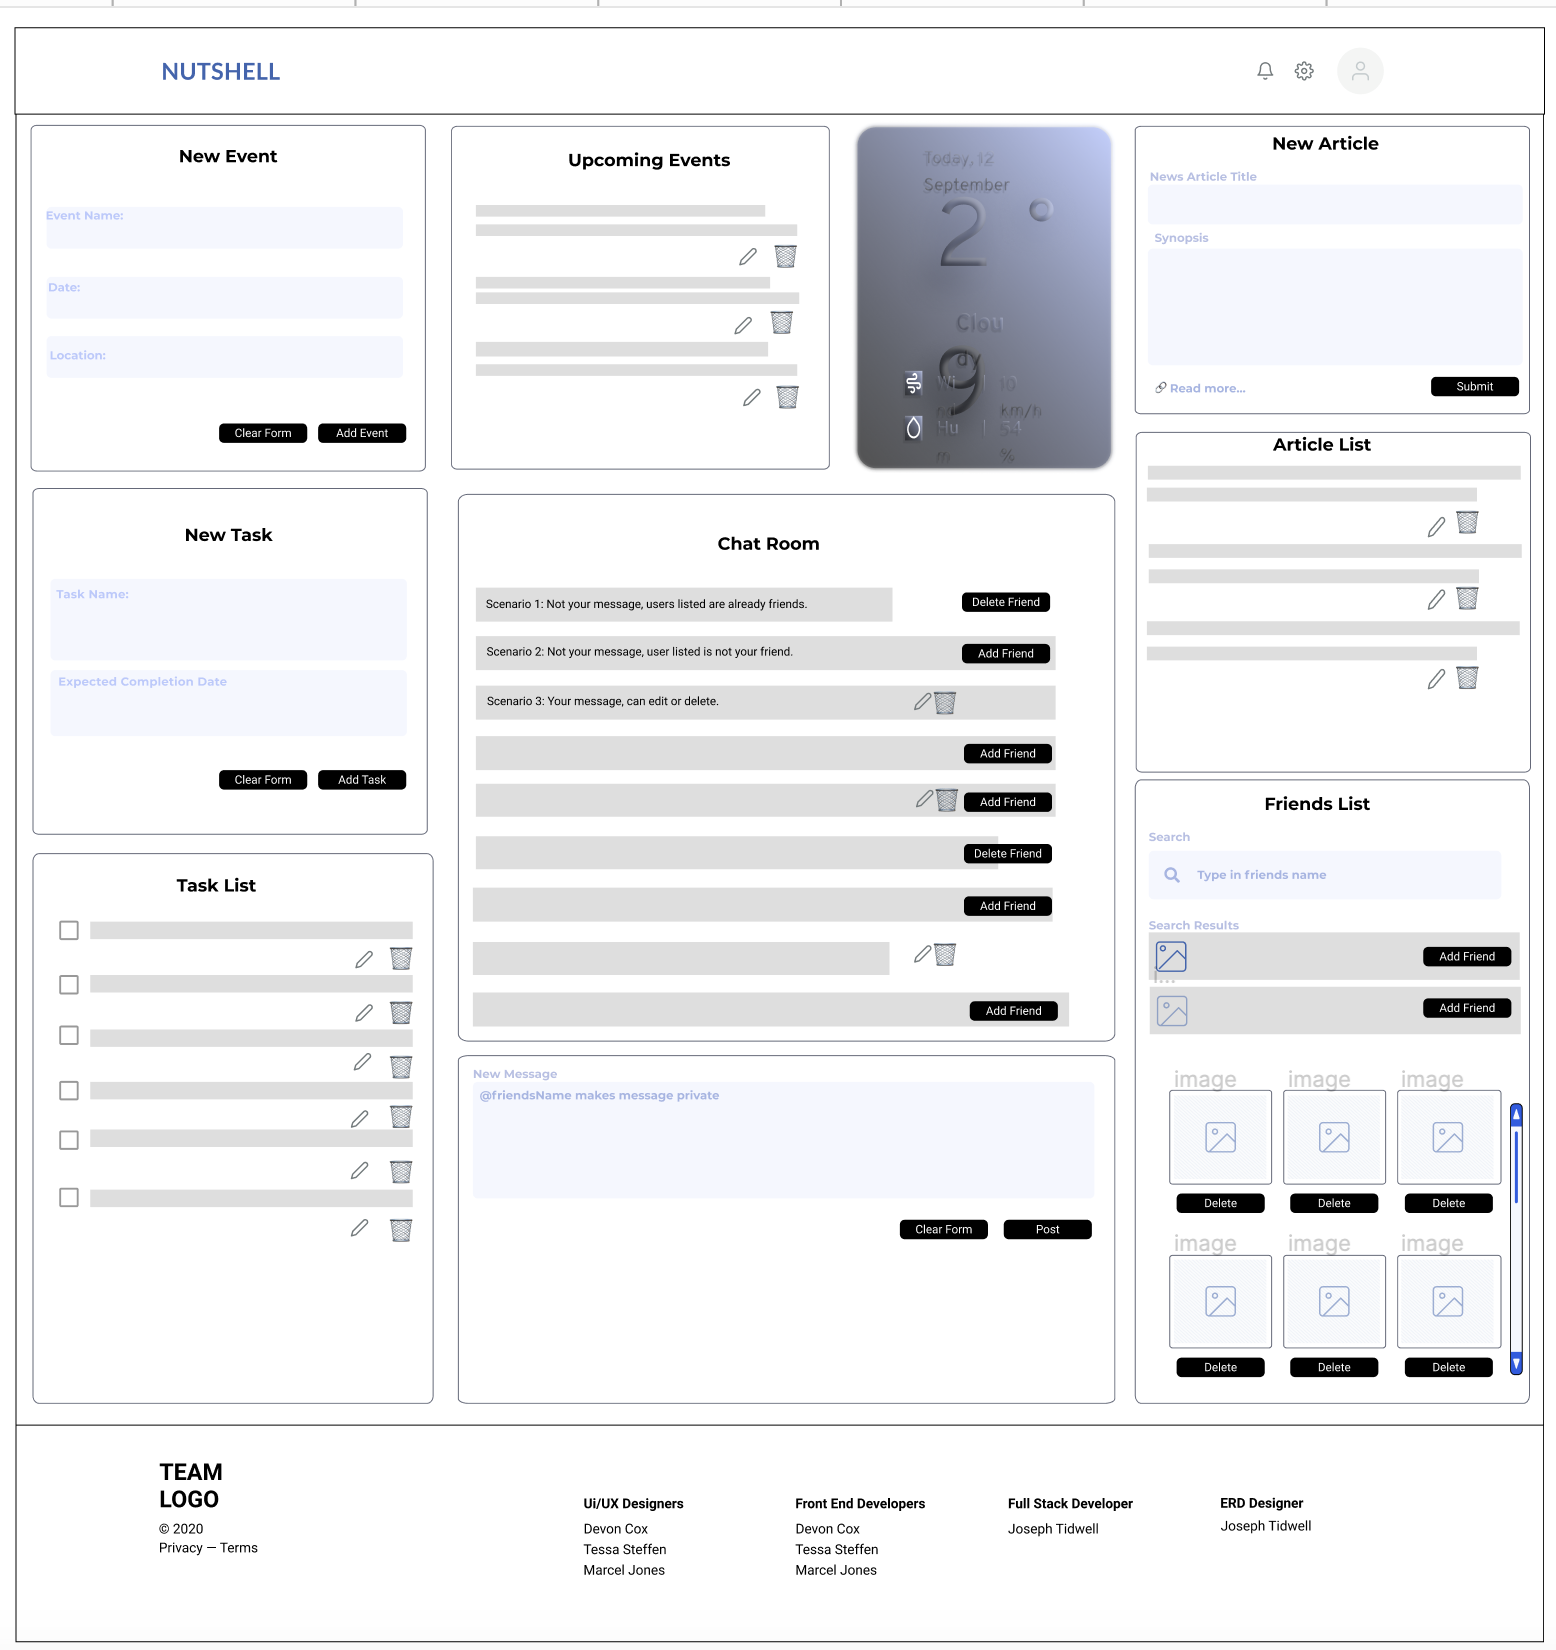 NUTSHELL
New Event
Event Name:
Date:
Location:
Clear Form
Add Event
Upcoming Events
Today, 12
September
2 °
9
Clou
dy
Wi | 10
nd km/h
Hu | 54
m %
New Article
News Article Title
Synopsis
Read more...
Submit
Article List
New Task
Task Name:
Expected Completion Date
Clear Form
Add Task
Task List
Chat Room
Scenario 1: Not your message, users listed are already friends.
Delete Friend
Scenario 2: Not your message, user listed is not your friend.
Add Friend
Scenario 3: Your message, can edit or delete.
Add Friend
Add Friend
Delete Friend
Add Friend
Add Friend
New Message
@friendsName makes message private
Clear Form
Post
Friends List
Search
Type in friends name
Search Results
Add Friend
i...
Add Friend
image image image
Delete Delete Delete
image image image
Delete Delete Delete
TEAM
LOGO
© 2020
Privacy — Terms
Ui/UX Designers
Devon Cox
Tessa Steffen
Marcel Jones
Front End Developers
Devon Cox
Tessa Steffen
Marcel Jones
Full Stack Developer
Joseph Tidwell
ERD Designer
Joseph Tidwell